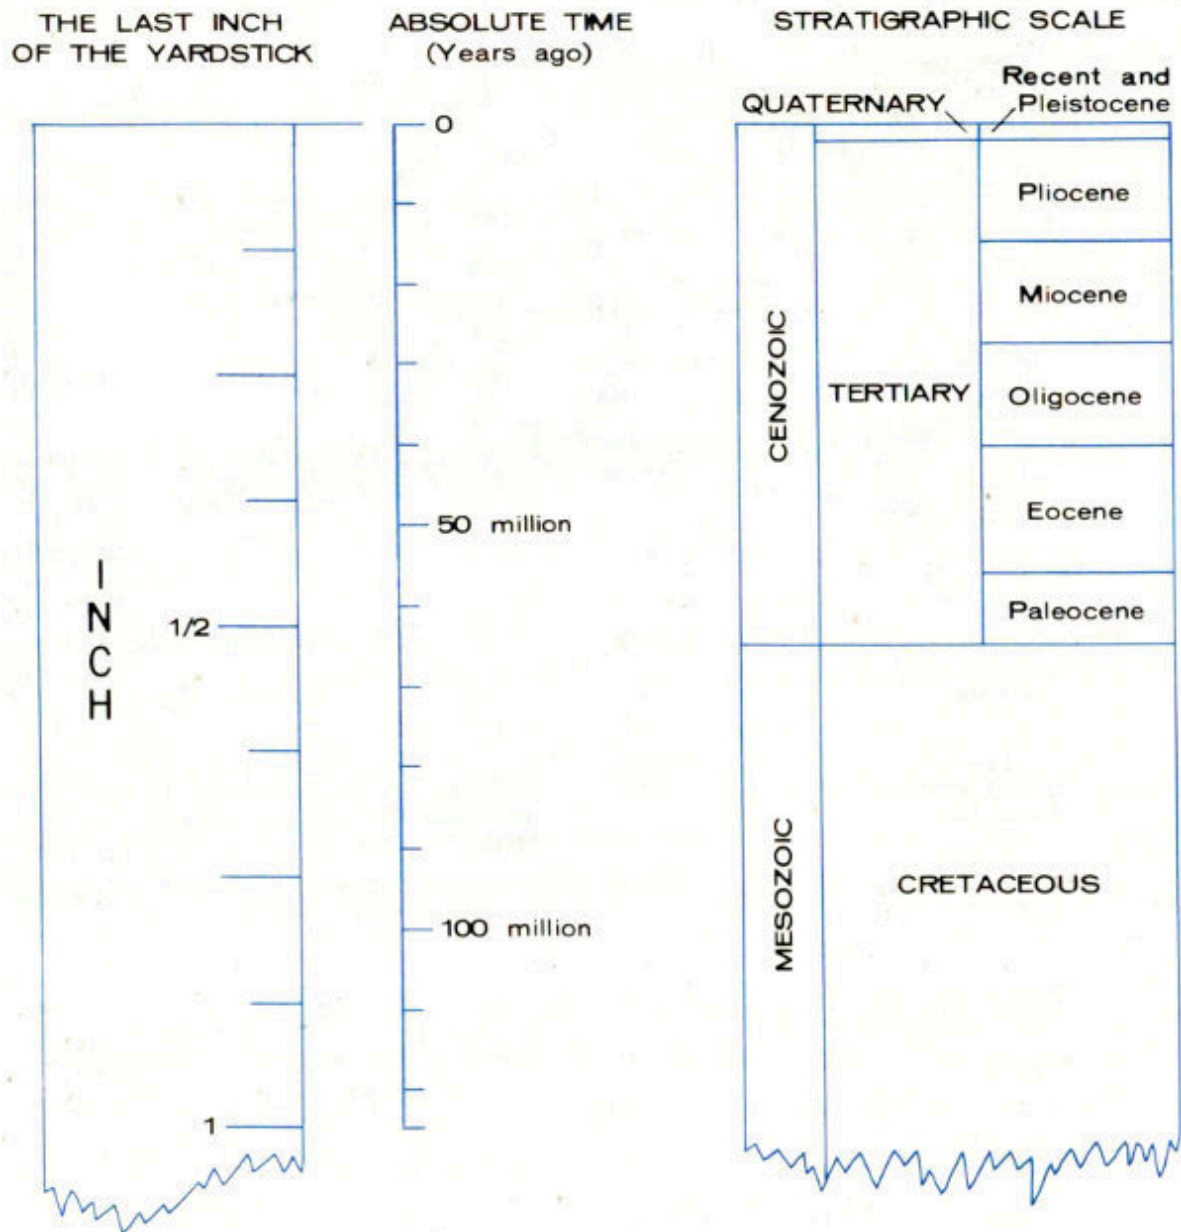 THE LAST INCH
OF THE YARDSTICK
ABSOLUTE TIME
(Years ago)
STRATIGRAPHIC SCALE
QUATERNARY
Recent and
Pleistocene
0
Pliocene
Miocene
CENOZOIC
TERTIARY
Oligocene
50 million
Eocene
INCH
1/2
Paleocene
MESOZOIC
CRETACEOUS
100 million
1